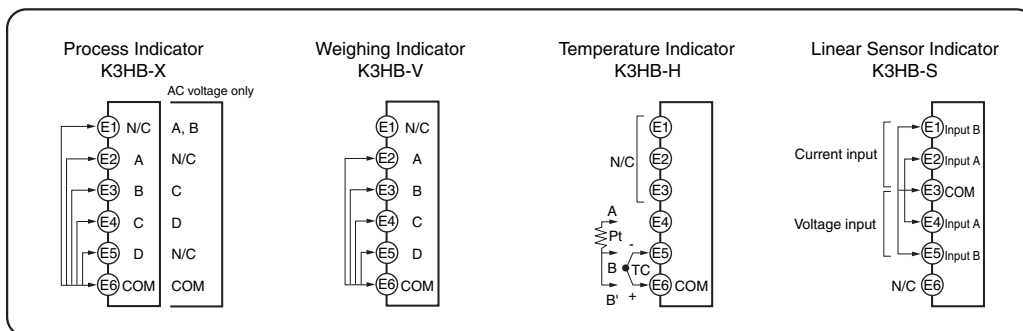 Process Indicator
K3HB-X
AC voltage only
E1 N/C A, B
E2 A N/C
E3 B C
E4 C D
E5 D N/C
E6 COM COM
Weighing Indicator
K3HB-V
E1 N/C
E2 A
E3 B
E4 C
E5 D
E6 COM
Temperature Indicator
K3HB-H
E1
N/C E2
E3
A E4
Pt
- E5
B TC
B' + E6 COM
Linear Sensor Indicator
K3HB-S
E1 Input B
Current input E2 Input A
E3 COM
Voltage input E4 Input A
E5 Input B
N/C E6